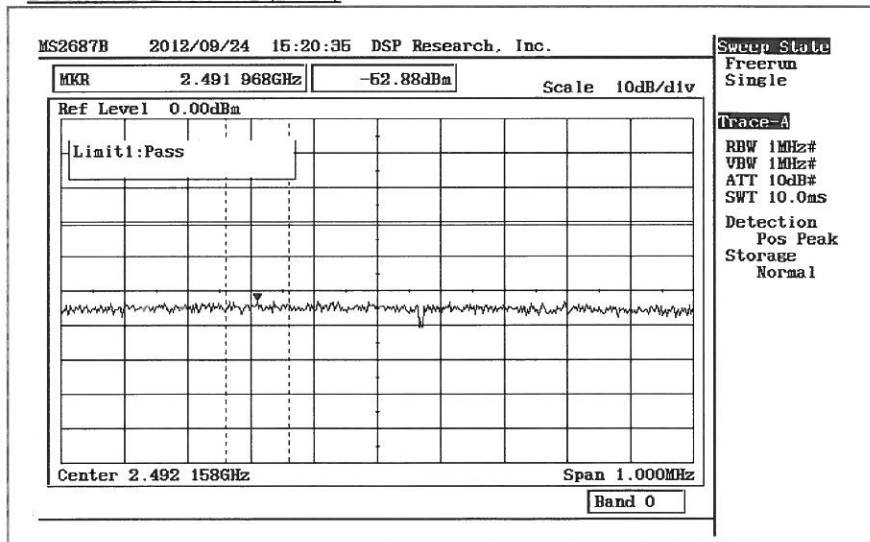 MS2687B 2012/09/24 15:20:35 DSP Research, Inc.
MKR 2.491 968GHz -52.88dBm Scale 10dB/div
Ref Level 0.00dBm
Limit1:Pass
Center 2.492 158GHz Span 1.000MHz
Band 0
Sweep State
Freerun
Single
Trace-A
RBW 1MHz#
VBW 1MHz#
ATT 10dB#
SWT 10.0ms
Detection
Pos Peak
Storage
Normal